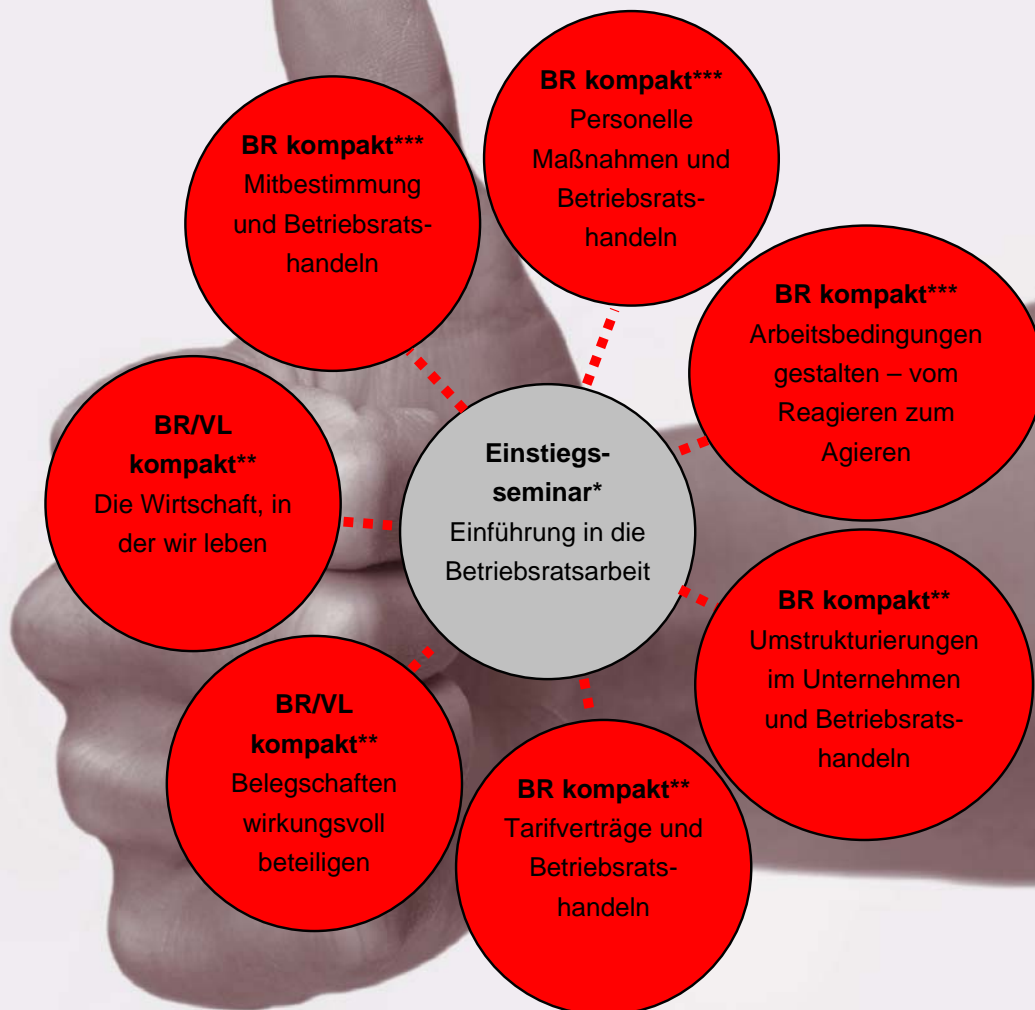 BR kompakt***
Personelle
Maßnahmen und
Betriebsrats-
handeln
BR kompakt***
Mitbestimmung
und Betriebsrats-
handeln
BR kompakt***
Arbeitsbedingungen
gestalten – vom
Reagieren zum
Agieren
BR/VL
kompakt**
Die Wirtschaft, in
der wir leben
Einstiegs-
seminar*
Einführung in die
Betriebsratsarbeit
BR kompakt**
Umstrukturierungen
im Unternehmen
und Betriebsrats-
handeln
BR/VL
kompakt**
Belegschaften
wirkungsvoll
beteiligen
BR kompakt**
Tarifverträge und
Betriebsrats-
handeln